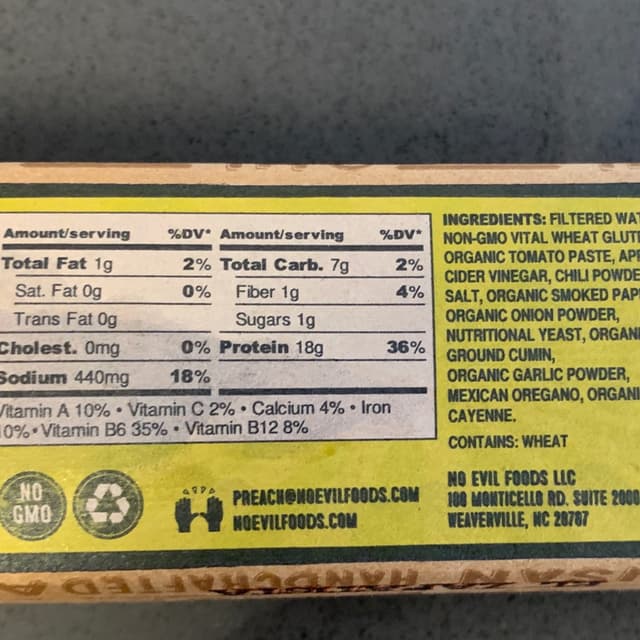 Amount/serving %DV* Amount/serving %DV*
Total Fat 1g 2% Total Carb. 7g 2%
Sat. Fat 0g 0% Fiber 1g 4%
Trans Fat 0g Sugars 1g
Cholest. 0mg 0% Protein 18g 36%
Sodium 440mg 18%
Vitamin A 10% • Vitamin C 2% • Calcium 4% • Iron
0% • Vitamin B6 35% • Vitamin B12 8%
NO
GMO
PREACH@NOEVILFOODS.COM
NOEVILFOODS.COM
INGREDIENTS: FILTERED WAT
NON-GMO VITAL WHEAT GLUT
ORGANIC TOMATO PASTE, APP
CIDER VINEGAR, CHILI POWDE
SALT, ORGANIC SMOKED PAP
ORGANIC ONION POWDER,
NUTRITIONAL YEAST, ORGANI
GROUND CUMIN,
ORGANIC GARLIC POWDER,
MEXICAN OREGANO, ORGANI
CAYENNE.
CONTAINS: WHEAT
NO EVIL FOODS LLC
100 MONTICELLO RD. SUITE 200
WEAVERVILLE, NC 28787
HANDCRAFTED